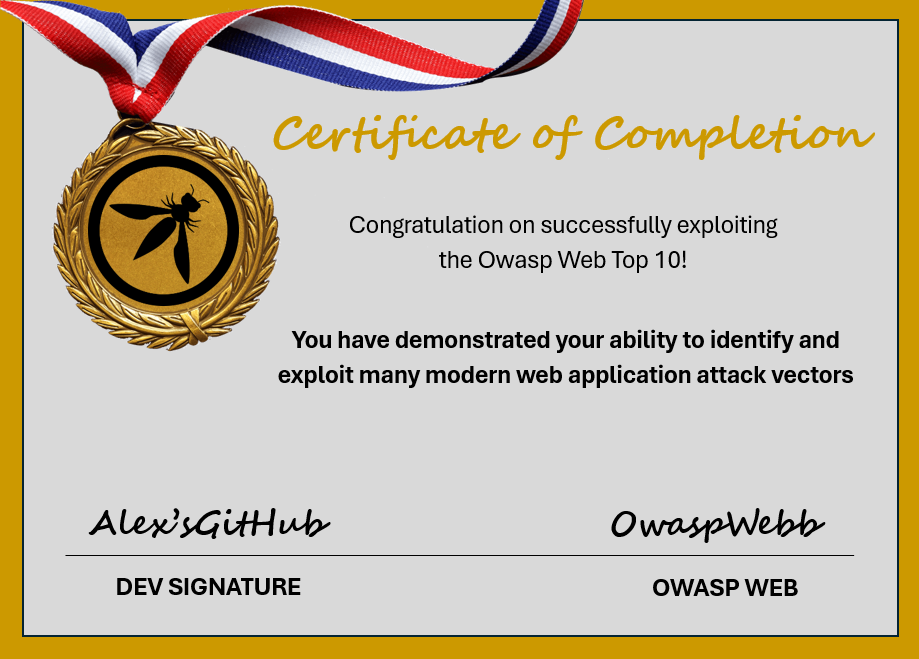 Certificate of Completion
Congratulation on successfully exploiting
the Owasp Web Top 10!
You have demonstrated your ability to identify and
exploit many modern web application attack vectors
Alex'sGitHub
OwaspWebb
DEV SIGNATURE
OWASP WEB